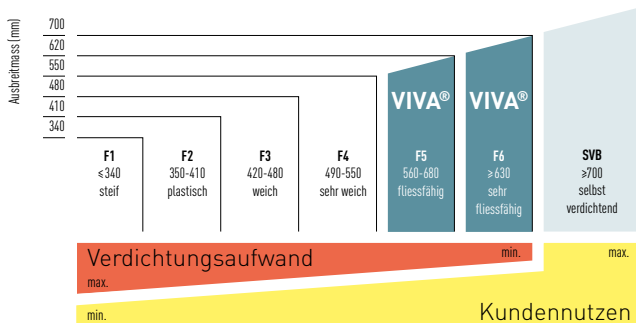 Ausbreitmass (mm)
700
620
550
480
410
340
F1
≤340
steif
F2
350-410
plastisch
F3
420-480
weich
F4
490-550
sehr weich
VIVA®
F5
560-680
fliessfähig
VIVA®
F6
≥630
sehr
fliessfähig
SVB
≥700
selbst
verdichtend
Verdichtungsaufwand
max.
min.
max.
min.
Kundennutzen